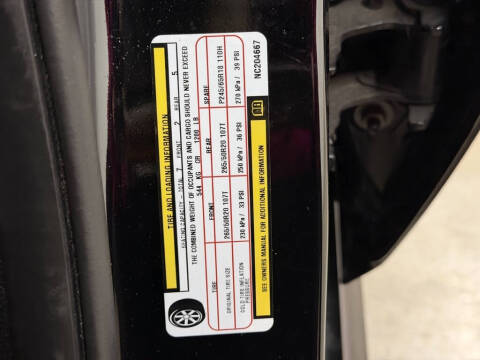 TIRE AND LOADING INFORMATION
SEATING CAPACITY - TOTAL 7 FRONT 2 REAR 5
THE COMBINED WEIGHT OF OCCUPANTS AND CARGO SHOULD NEVER EXCEED
544 KG OR 1200 LB
TIRE FRONT REAR SPARE
ORIGINAL TIRE SIZE 265/50R20 107T 265/50R20 107T P245/65R18 110H
COLD TIRE INFLATION PRESSURE 230 kPa / 33 PSI 250 kPa / 36 PSI 270 kPa / 39 PSI
SEE OWNERS MANUAL FOR ADDITIONAL INFORMATION
NC204667